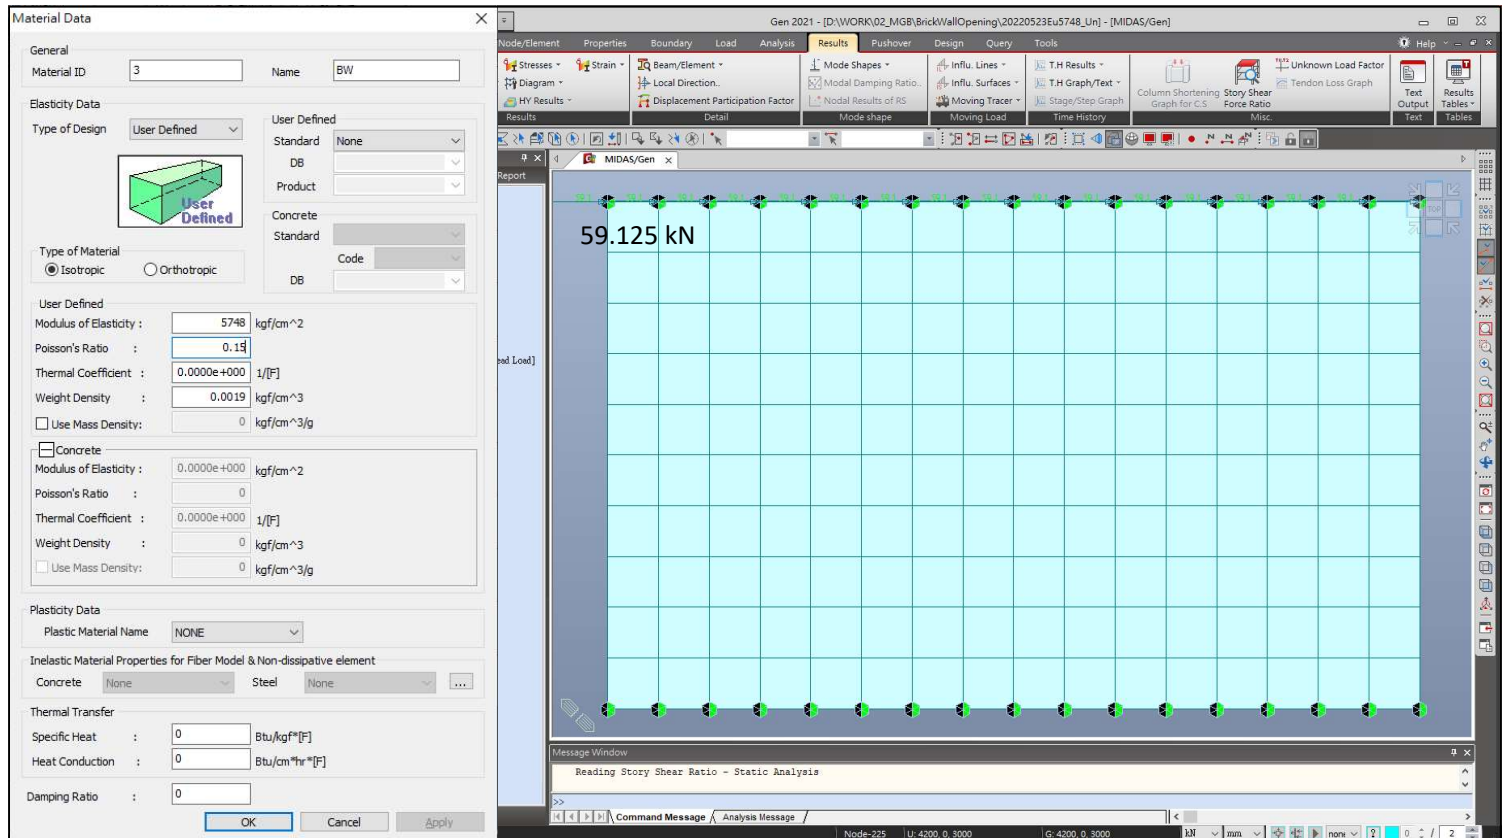 Material Data
General
Material ID 3 Name BW
Elasticity Data
Type of Design User Defined
User Defined
Standard None
DB
Product
User
Defined
Concrete
Standard
Code
DB
Type of Material
Isotropic Orthotropic
User Defined
Modulus of Elasticity : 5748 kgf/cm^2
Poisson's Ratio : 0.15
Thermal Coefficient : 0.0000e+000 1/[F]
Weight Density : 0.0019 kgf/cm^3
Use Mass Density: 0 kgf/cm^3/g
Concrete
Modulus of Elasticity : 0.0000e+000 kgf/cm^2
Poisson's Ratio : 0
Thermal Coefficient : 0.0000e+000 1/[F]
Weight Density : 0 kgf/cm^3
Use Mass Density: 0 kgf/cm^3/g
Plasticity Data
Plastic Material Name NONE
Inelastic Material Properties for Fiber Model & Non-dissipative element
Concrete None Steel None ...
Thermal Transfer
Specific Heat : 0 Btu/kgf*[F]
Heat Conduction : 0 Btu/cm*hr*[F]
Damping Ratio : 0
OK Cancel Apply
Gen 2021 - [D:\WORK\02_MGB\BrickWallOpening\20220523Eu5748_Un] - [MIDAS/Gen]
Node/Element Properties Boundary Load Analysis Results Pushover Design Query Tools Help
Stresses Strain Beam/Element Mode Shapes Influ. Lines T.H Results Unknown Load Factor
Diagram Local Direction.. Modal Damping Ratio.. Influ. Surfaces T.H Graph/Text Tendon Loss Graph
HY Results Displacement Participation Factor Nodal Results of RS Moving Tracer Stage/Step Graph
Column Shortening Graph for C.S Story Shear Force Ratio
Text Output Results Tables
Results Detail Mode shape Moving Load Time History Misc. Text Tables
MIDAS/Gen
Report
TOP
59.125 kN
ead Load]
Message Window
Reading Story Shear Ratio - Static Analysis
>>
Command Message Analysis Message
Node-225 U: 4200, 0, 3000 G: 4200, 0, 3000 kN mm none ? 0 / 2